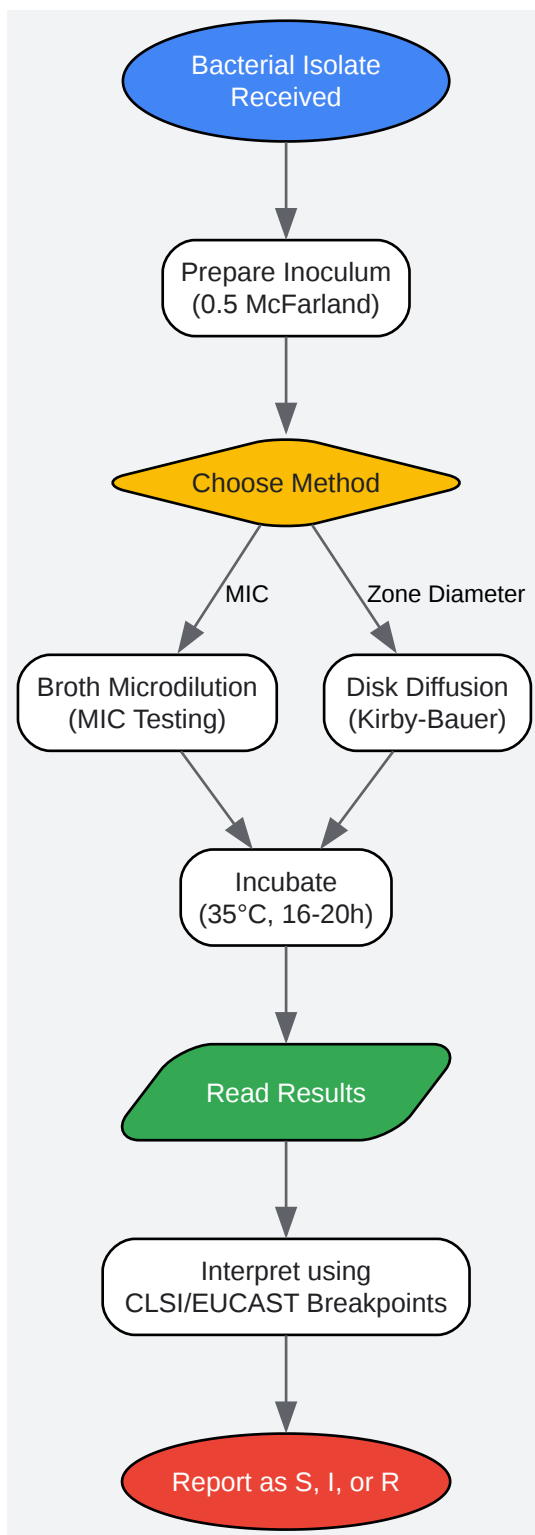 Bacterial Isolate
Received
Prepare Inoculum
(0.5 McFarland)
Choose Method
MIC
Zone Diameter
Broth Microdilution
(MIC Testing)
Disk Diffusion
(Kirby-Bauer)
Incubate
(35°C, 16-20h)
Read Results
Interpret using
CLSI/EUCAST Breakpoints
Report as S, I, or R